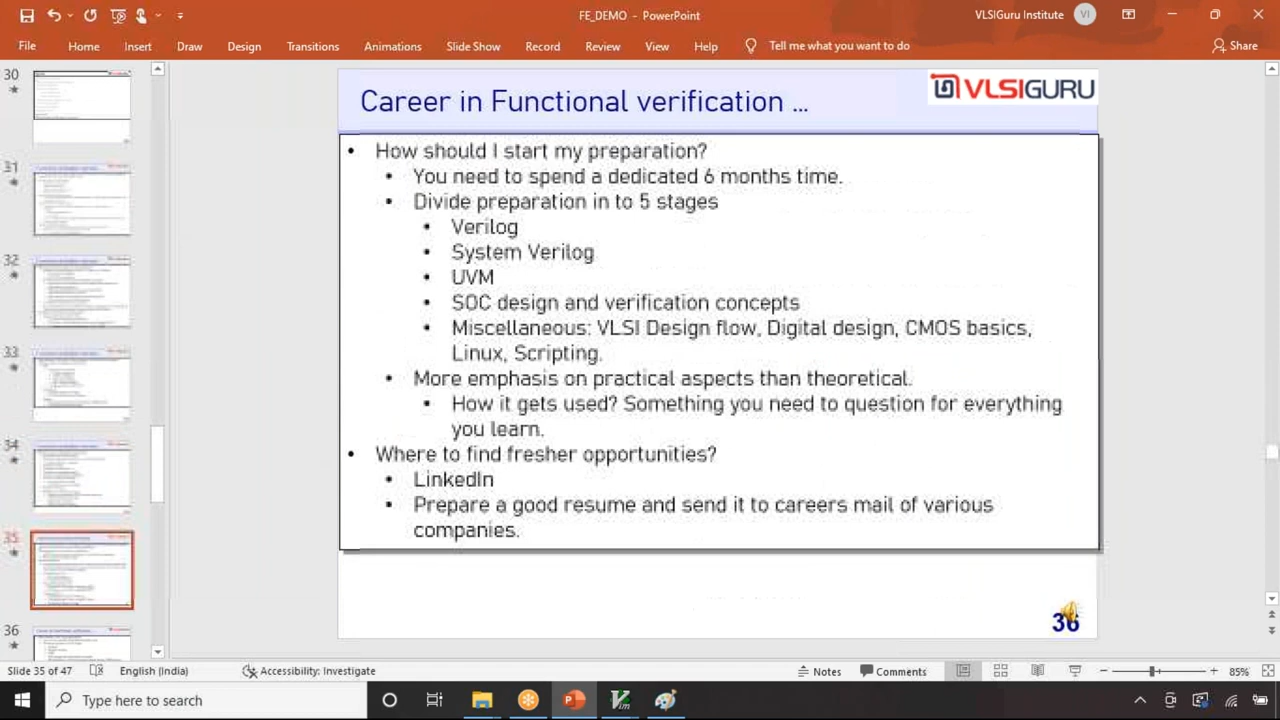 FE_DEMO - PowerPoint
VLSIGuru Institute VI
File Home Insert Draw Design Transitions Animations Slide Show Record Review View Help Tell me what you want to do Share
30
31
32
33
34
35
36
Career in Functional verification ...
VLSIGURU
• How should I start my preparation?
• You need to spend a dedicated 6 months time.
• Divide preparation in to 5 stages
• Verilog
• System Verilog
• UVM
• SOC design and verification concepts
• Miscellaneous: VLSI Design flow, Digital design, CMOS basics,
Linux, Scripting.
• More emphasis on practical aspects than theoretical.
• How it gets used? Something you need to question for everything
you learn.
• Where to find fresher opportunities?
• LinkedIn
• Prepare a good resume and send it to careers mail of various
companies.
36
Slide 35 of 47 English (India) Accessibility: Investigate Notes Comments 85%
Type here to search